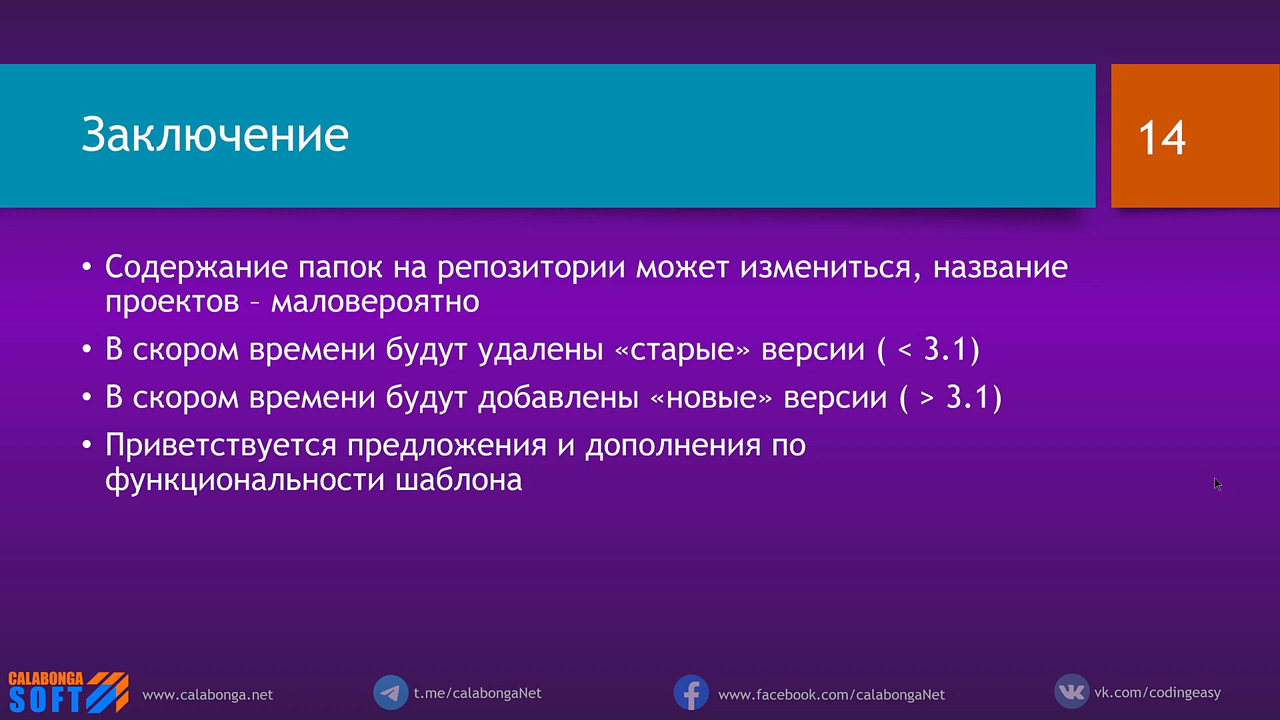 Заключение
14
• Содержание папок на репозитории может измениться, название
проектов – маловероятно
• В скором времени будут удалены «старые» версии ( < 3.1)
• В скором времени будут добавлены «новые» версии ( > 3.1)
• Приветствуется предложения и дополнения по
функциональности шаблона
CALABONGA
SOFT
www.calabonga.net
t.me/calabongaNet
www.facebook.com/calabongaNet
vk.com/codingeasy